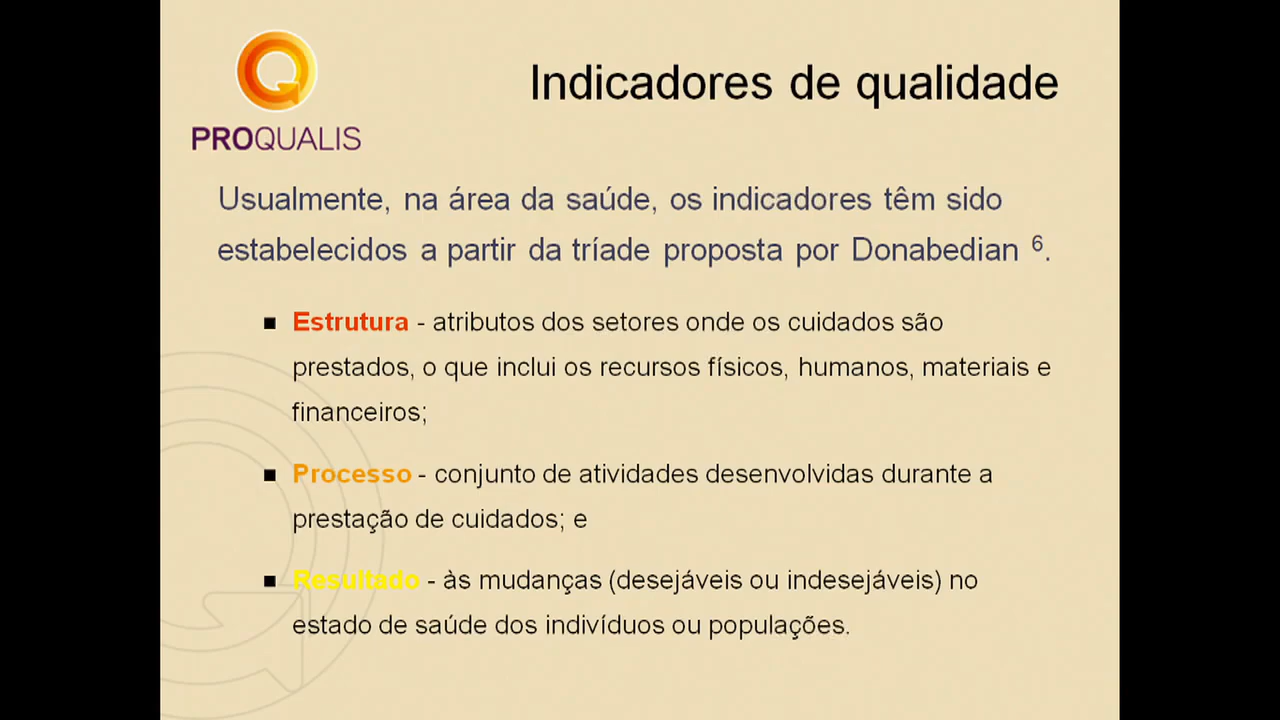 PROQUALIS
Indicadores de qualidade
Usualmente, na área da saúde, os indicadores têm sido
estabelecidos a partir da tríade proposta por Donabedian ⁶.
▪ Estrutura - atributos dos setores onde os cuidados são
prestados, o que inclui os recursos físicos, humanos, materiais e
financeiros;
▪ Processo - conjunto de atividades desenvolvidas durante a
prestação de cuidados; e
▪ Resultado - às mudanças (desejáveis ou indesejáveis) no
estado de saúde dos indivíduos ou populações.